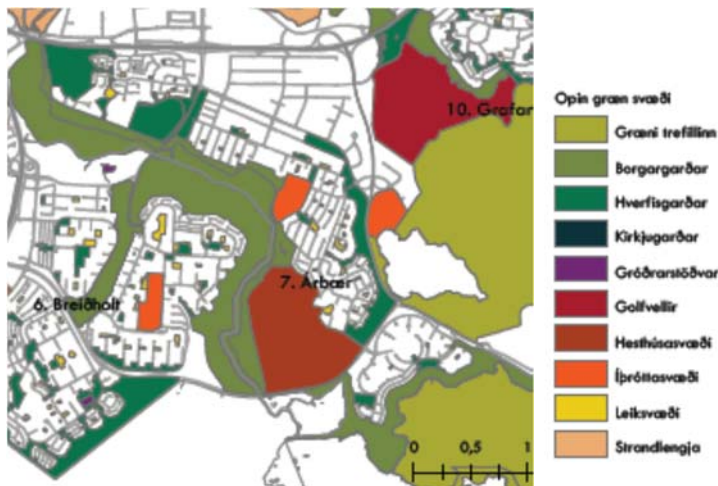 10. Grafar
7. Árbær
6. Breiðholt
0 0,5 1
Opin græn svæði
Græni trefillinn
Borgargarðar
Hverfisgarðar
Kirkjugarðar
Gróðrarstöðvar
Golfvellir
Hesthúsasvæði
Íþróttasvæði
Leiksvæði
Strandlengja